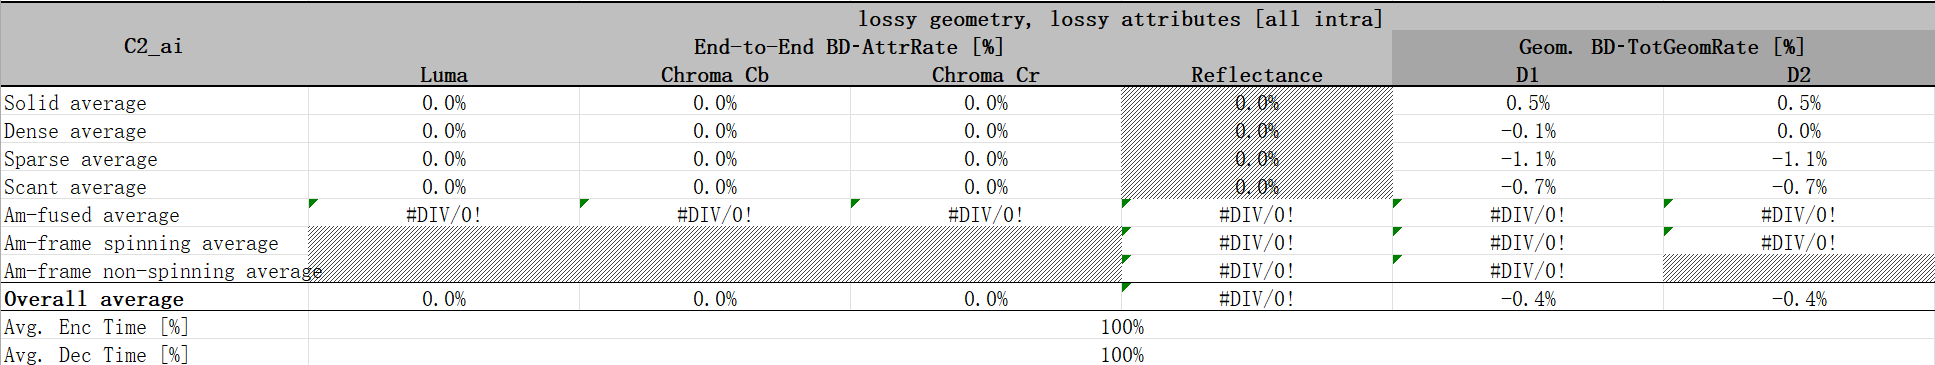 lossy geometry, lossy attributes [all intra]
C2_ai End-to-End BD-AttrRate [%] Geom. BD-TotGeomRate [%]
Luma Chroma Cb Chroma Cr Reflectance D1 D2
Solid average 0.0% 0.0% 0.0% 0.0% 0.5% 0.5%
Dense average 0.0% 0.0% 0.0% 0.0% -0.1% 0.0%
Sparse average 0.0% 0.0% 0.0% 0.0% -1.1% -1.1%
Scant average 0.0% 0.0% 0.0% 0.0% -0.7% -0.7%
Am-fused average #DIV/0! #DIV/0! #DIV/0! #DIV/0! #DIV/0! #DIV/0!
Am-frame spinning average #DIV/0! #DIV/0! #DIV/0!
Am-frame non-spinning average #DIV/0! #DIV/0!
Overall average 0.0% 0.0% 0.0% #DIV/0! -0.4% -0.4%
Avg. Enc Time [%] 100%
Avg. Dec Time [%] 100%